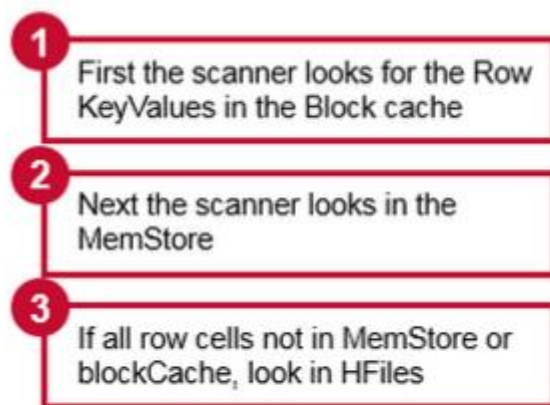 1
First the scanner looks for the Row
KeyValues in the Block cache
2
Next the scanner looks in the
MemStore
3
If all row cells not in MemStore or
blockCache, look in HFiles